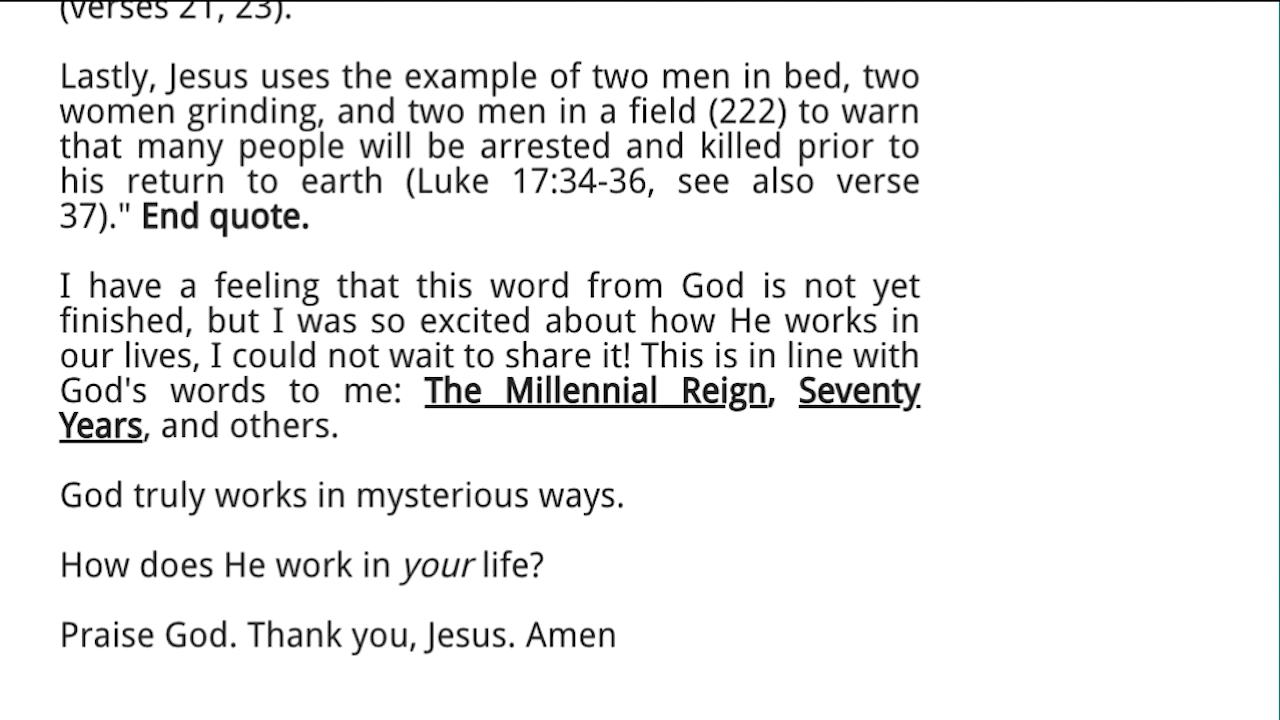 (verses 21, 23).
Lastly, Jesus uses the example of two men in bed, two
women grinding, and two men in a field (222) to warn
that many people will be arrested and killed prior to
his return to earth (Luke 17:34-36, see also verse
37)." End quote.
I have a feeling that this word from God is not yet
finished, but I was so excited about how He works in
our lives, I could not wait to share it! This is in line with
God's words to me: The Millennial Reign, Seventy
Years, and others.
God truly works in mysterious ways.
How does He work in your life?
Praise God. Thank you, Jesus. Amen